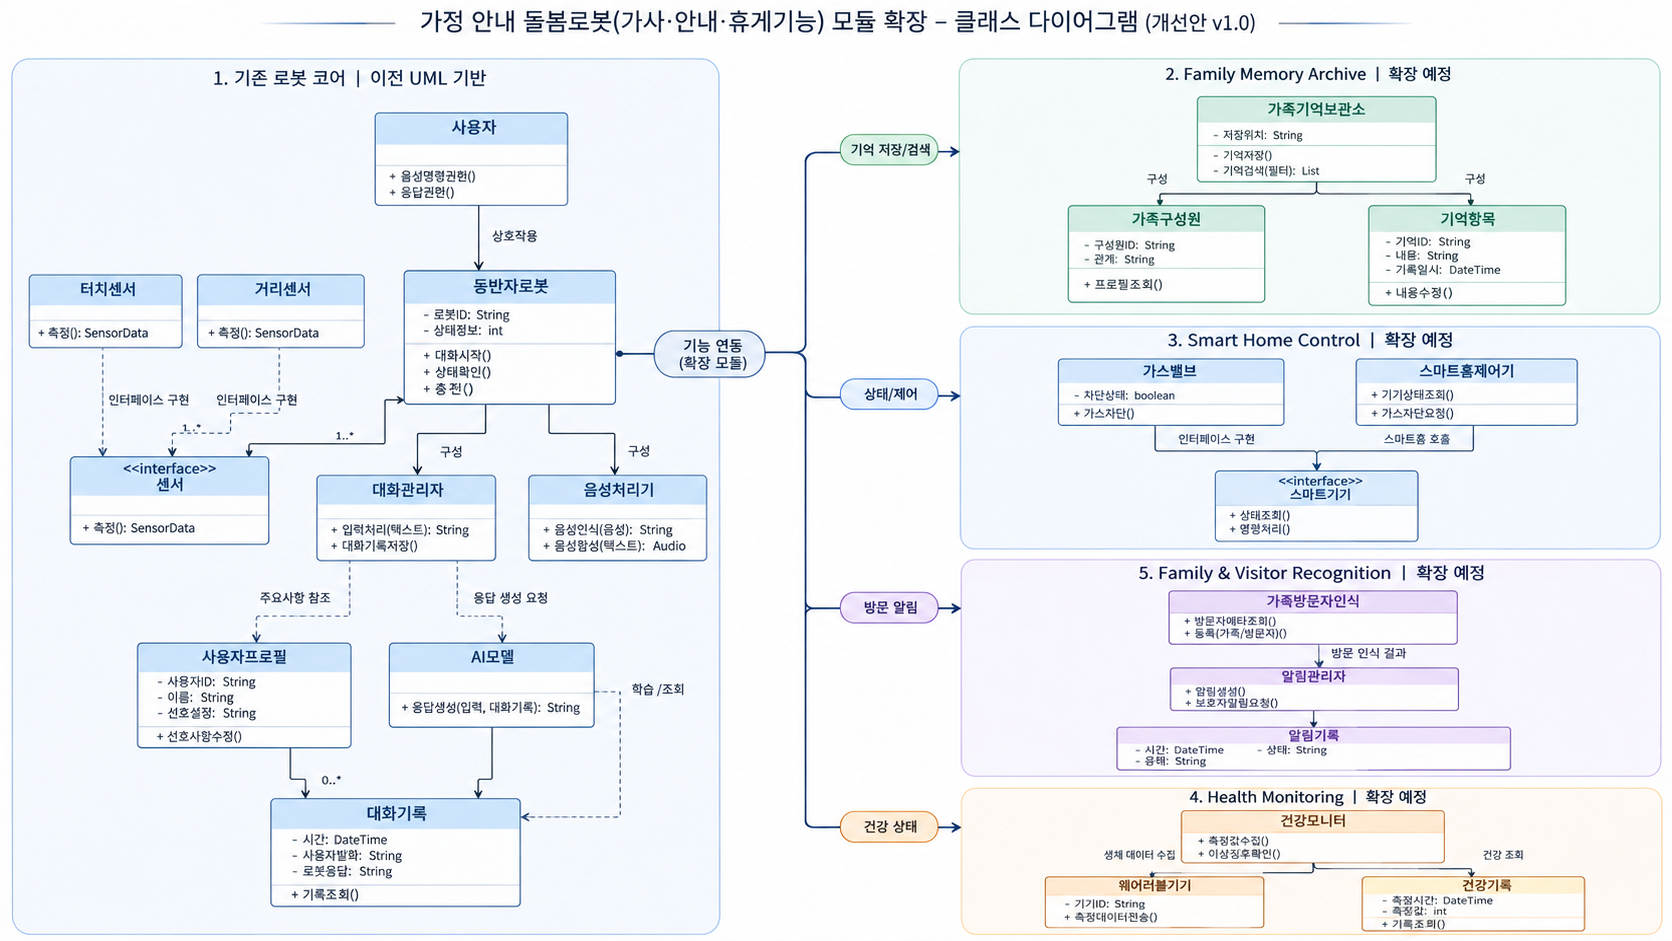 가정 안내 돌봄로봇(가사·안내·휴게기능) 모듈 확장 – 클래스 다이어그램 (개선안 v1.0)
1. 기존 로봇 코어 | 이전 UML 기반
사용자
+ 음성명령권한()
+ 응답권한()
상호작용
터치센서
+ 측정(): SensorData
거리센서
+ 측정(): SensorData
동반자로봇
- 로봇ID: String
- 상태정보: int
+ 대화시작()
+ 상태확인()
+ 충전()
인터페이스 구현
인터페이스 구현
1..*
1..*
<<interface>>
센서
+ 측정(): SensorData
구성
구성
대화관리자
+ 입력처리(텍스트): String
+ 대화기록저장()
음성처리기
+ 음성인식(음성): String
+ 음성합성(텍스트): Audio
주요사항 참조
응답 생성 요청
사용자프로필
- 사용자ID: String
- 이름: String
- 선호설정: String
+ 선호사항수정()
AI모델
+ 응답생성(입력, 대화기록): String
학습 /조회
0..*
대화기록
- 시간: DateTime
- 사용자발화: String
- 로봇응답: String
+ 기록조회()
기능 연동
(확장 모듈)
기억 저장/검색
상태/제어
방문 알림
건강 상태
2. Family Memory Archive | 확장 예정
가족기억보관소
- 저장위치: String
- 기억저장()
- 기억검색(필터): List
구성
구성
가족구성원
- 구성원ID: String
- 관계: String
+ 프로필조회()
기억항목
- 기억ID: String
- 내용: String
- 기록일시: DateTime
+ 내용수정()
3. Smart Home Control | 확장 예정
가스밸브
- 차단상태: boolean
+ 가스차단()
스마트홈제어기
+ 기기상태조회()
+ 가스차단요청()
인터페이스 구현
스마트홈 호출
<<interface>>
스마트기기
+ 상태조회()
+ 명령처리()
5. Family & Visitor Recognition | 확장 예정
가족방문자인식
+ 방문자메타조회()
+ 등록(가족/방문자)()
방문 인식 결과
알림관리자
+ 알림생성()
+ 보호자알림요청()
알림기록
- 시간: DateTime
- 상태: String
String
4. Health Monitoring | 확장 예정
건강모니터
+ 측정값수집()
+ 이상징후확인()
생체 데이터 수집
건강 조회
웨어러블기기
- 기기ID: String
+ 측정데이터전송()
건강기록
- 측정시간: DateTime
- 측정값: int
+ 기록조회()